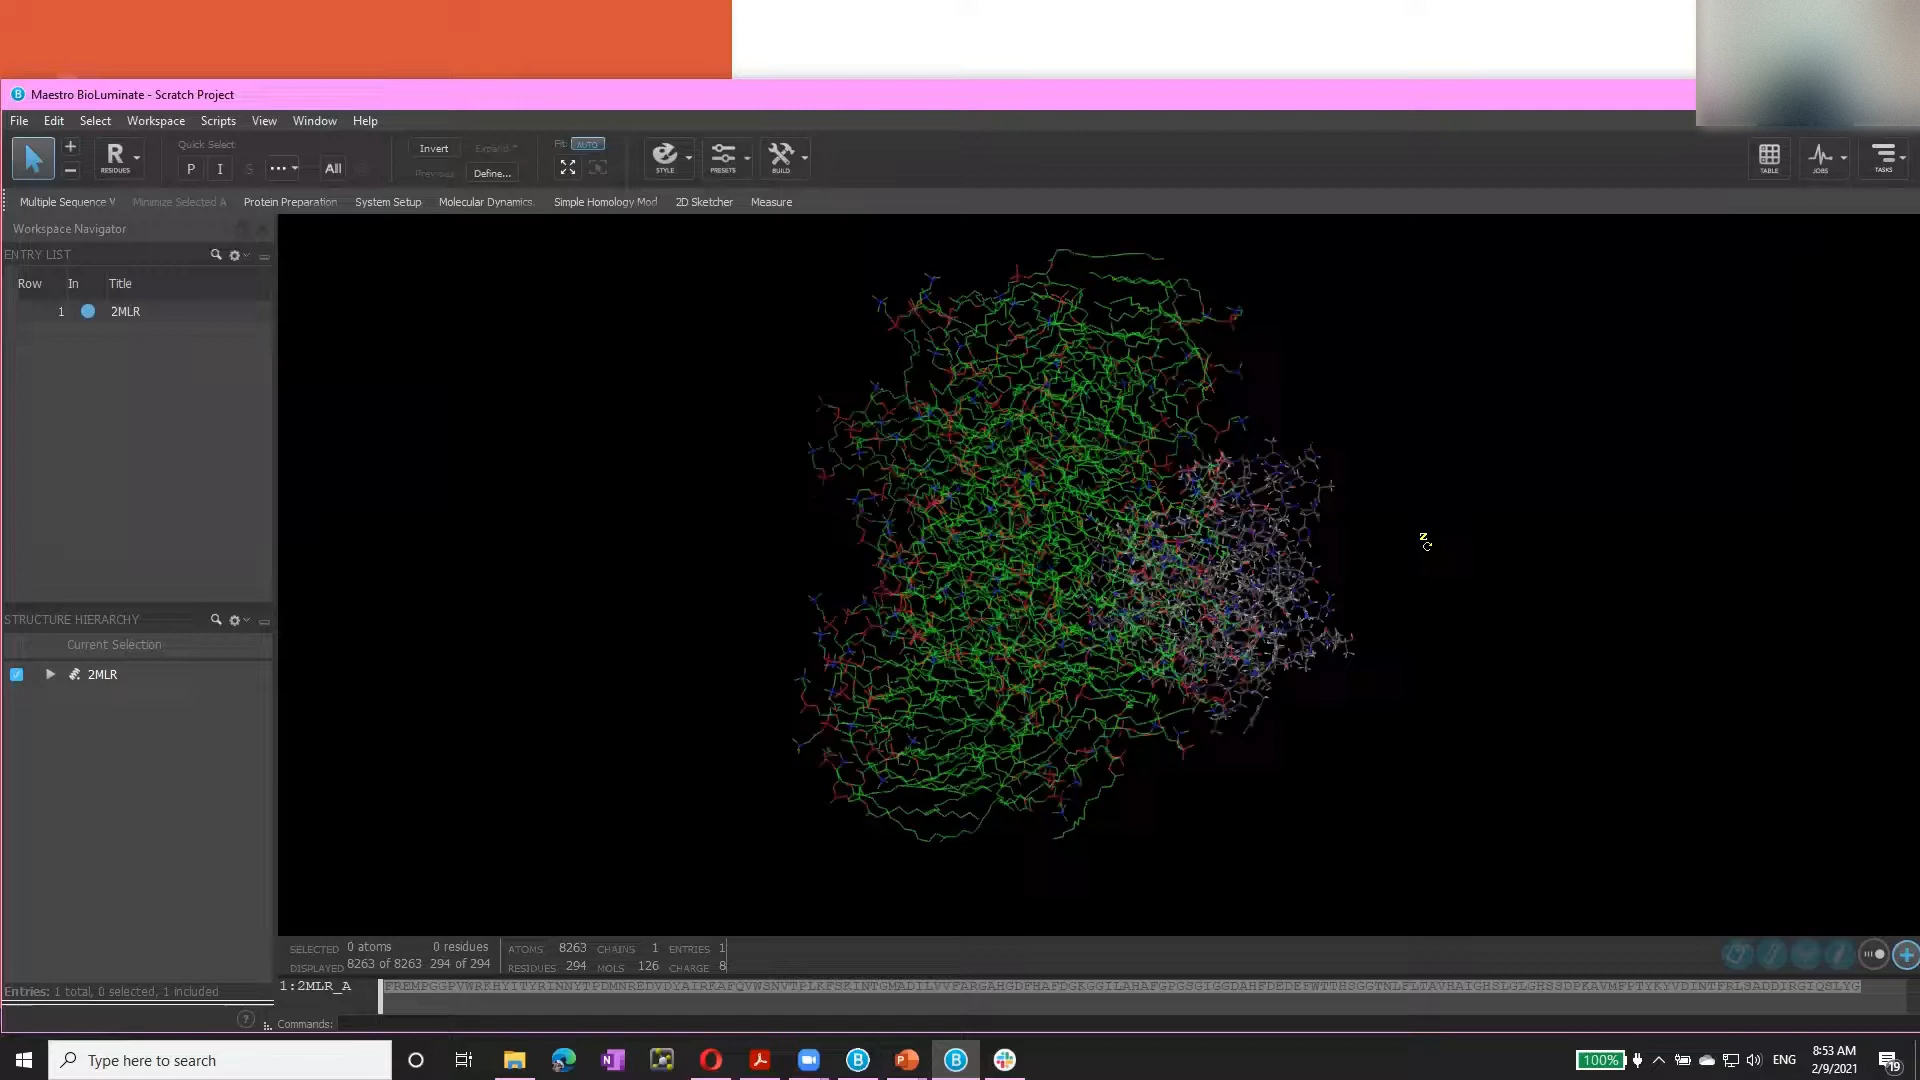 Maestro BioLuminate - Scratch Project
File Edit Select Workspace Scripts View Window Help
Quick Select:
Invert Expand
Fit: AUTO
R
RESIDUES
P I S ... All
Previous Define...
STYLE PRESETS BUILD
TABLE JOBS TASKS
Multiple Sequence V Minimize Selected A Protein Preparation System Setup Molecular Dynamics. Simple Homology Mod 2D Sketcher Measure
Workspace Navigator
ENTRY LIST
Row In Title
1 2MLR
Z
STRUCTURE HIERARCHY
Current Selection
2MLR
SELECTED 0 atoms 0 residues ATOMS 8263 CHAINS 1 ENTRIES 1
DISPLAYED 8263 of 8263 294 of 294 RESIDUES 294 MOLS 126 CHARGE 8
1:2MLR_A
Entries: 1 total, 0 selected, 1 included
Commands:
Type here to search
100% ENG
8:53 AM
2/9/2021
19